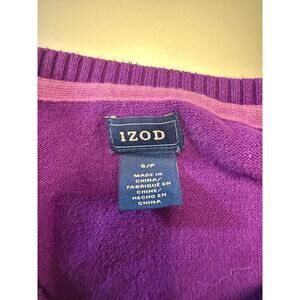 IZOD
S/P
MADE IN
CHINA/
FABRIQUÉ EN
CHINE/
HECHO EN
CHINA